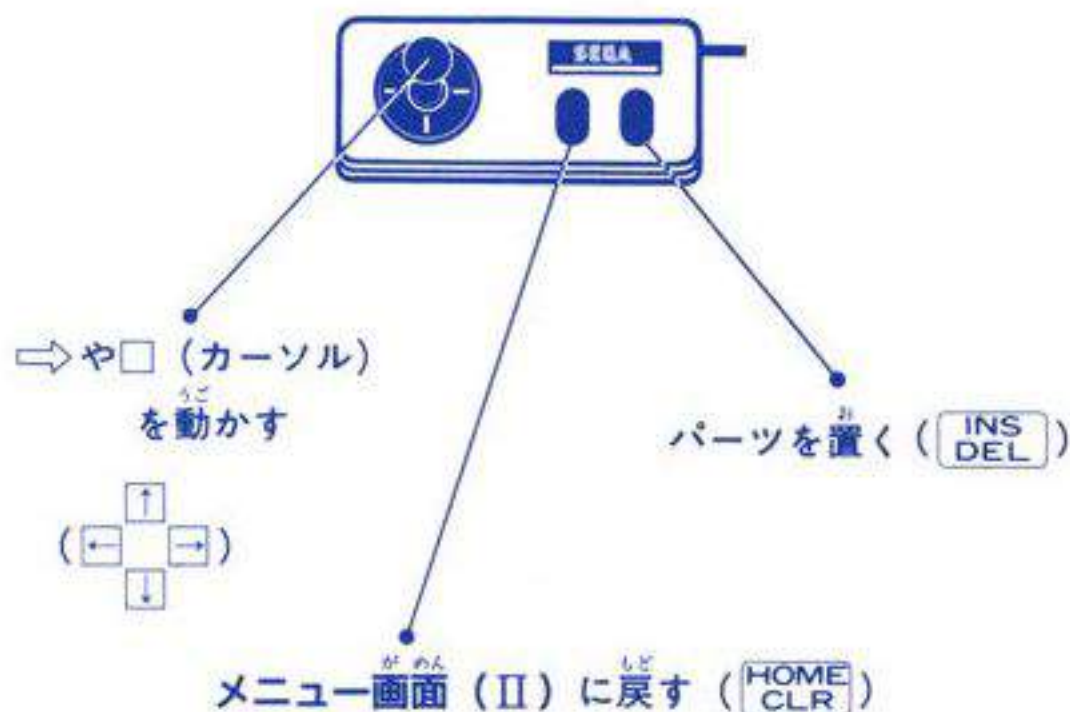 SEGA
⇨や□（カーソル）
を動かす
パーツを置く（INS
DEL）
（↑
← →
↓）
メニュー画面（Ⅱ）に戻す（HOME
CLR）